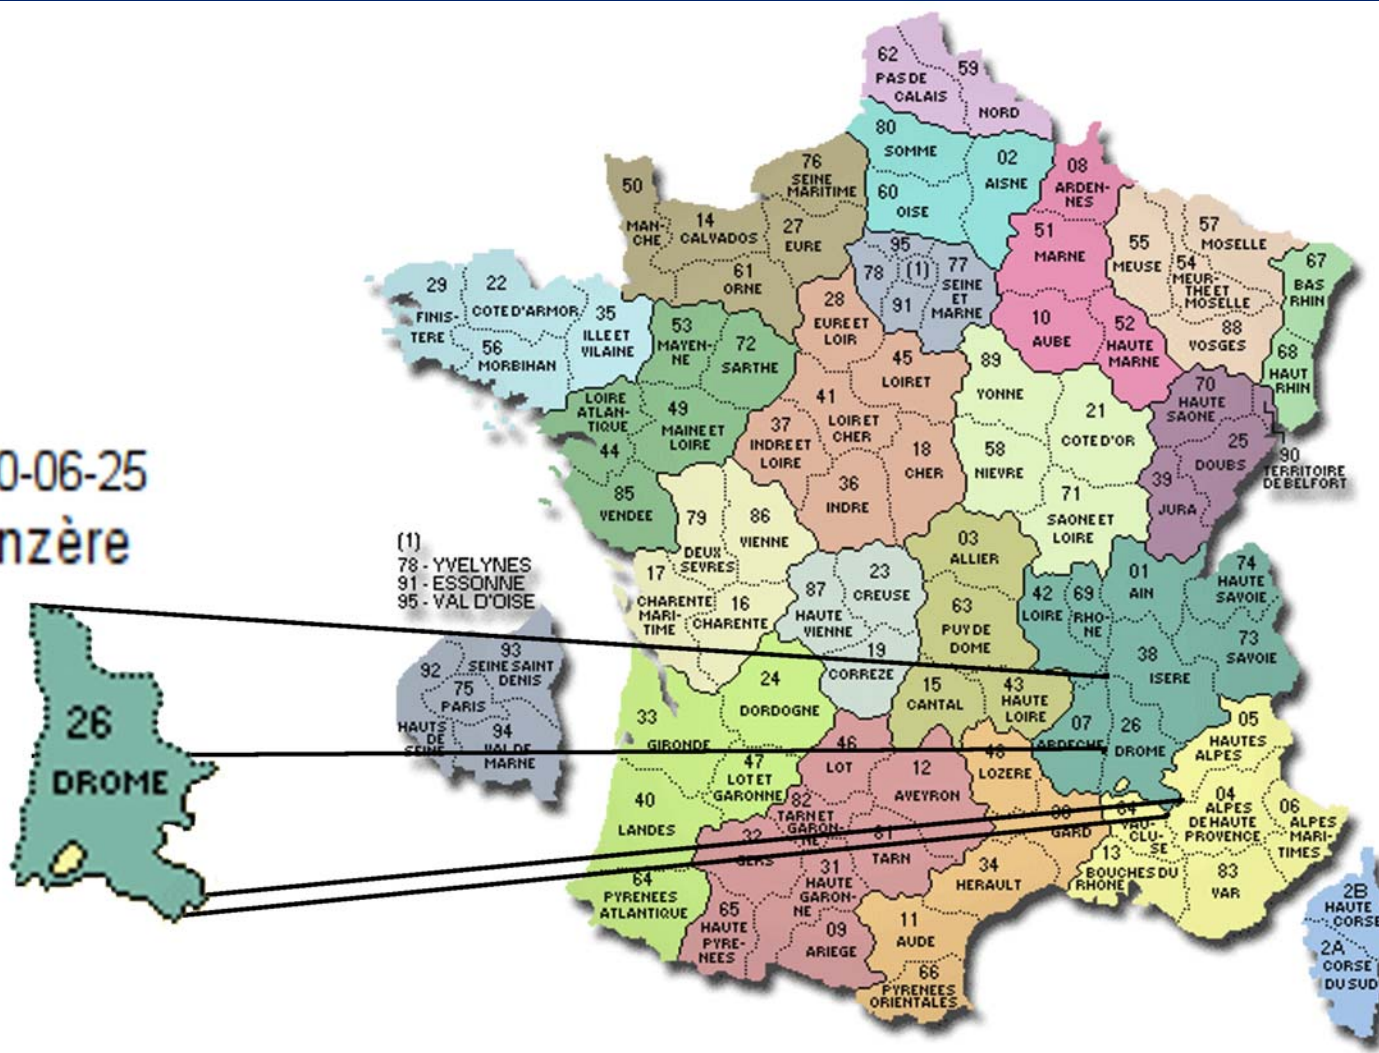 62
PAS DE
CALAIS
59
NORD
80
SOMME
02
AISNE
60
OISE
76
SEINE
MARITIME
27
EURE
14
CALVADOS
50
MAN-
CHE
61
ORNE
08
ARDEN-
NES
51
MARNE
10
AUBE
52
HAUTE
MARNE
55
MEUSE
57
MOSELLE
54
MEUR-
THE ET
MOSELLE
88
VOSGES
67
BAS
RHIN
68
HAUT
RHIN
95
78
(1)
91
77
SEINE
ET
MARNE
29
FINIS-
TERE
22
COTE D'ARMOR
35
ILLE ET
VILAINE
56
MORBIHAN
53
MAYEN-
NE
72
SARTHE
LOIRE
ATLAN-
TIQUE
44
49
MAINE ET
LOIRE
85
VENDEE
28
EURE ET
LOIR
45
LOIRET
41
LOIR ET
CHER
37
INDRE ET
LOIRE
18
CHER
36
INDRE
89
YONNE
21
COTE D'OR
58
NIEVRE
71
SAONE ET
LOIRE
70
HAUTE
SAONE
25
DOUBS
39
JURA
90
TERRITOIRE
DE BELFORT
0-06-25
nzère
(1)
78 - YVELYNES
91 - ESSONNE
95 - VAL D'OISE
92
HAUTS
DE
SEINE
93
SEINE SAINT
DENIS
75
PARIS
94
VAL DE
MARNE
26
DROME
79
DEUX
SEVRES
86
VIENNE
17
CHARENTE
MARI-
TIME
16
CHARENTE
87
HAUTE
VIENNE
23
CREUSE
19
CORREZE
03
ALLIER
63
PUY DE
DOME
15
CANTAL
43
HAUTE
LOIRE
42
LOIRE
69
RHO-
NE
01
AIN
74
HAUTE
SAVOIE
73
SAVOIE
38
ISERE
07
ARDECHE
26
DROME
24
DORDOGNE
33
GIRONDE
47
LOT ET
GARONNE
40
LANDES
64
PYRENEES
ATLANTIQUE
46
LOT
12
AVEYRON
82
TARN ET
GARON-
NE
32
GERS
81
TARN
31
HAUTE
GARON-
NE
65
HAUTE
PYRE-
NEES
09
ARIEGE
48
LOZERE
30
GARD
34
HERAULT
11
AUDE
66
PYRENEES
ORIENTALES
05
HAUTES
ALPES
04
ALPES
DE HAUTE
PROVENCE
06
ALPES
MARI-
TIMES
84
VAU-
CLU-
SE
13
BOUCHES DU
RHONE
83
VAR
2B
HAUTE
CORSE
2A
CORSE
DU SUD